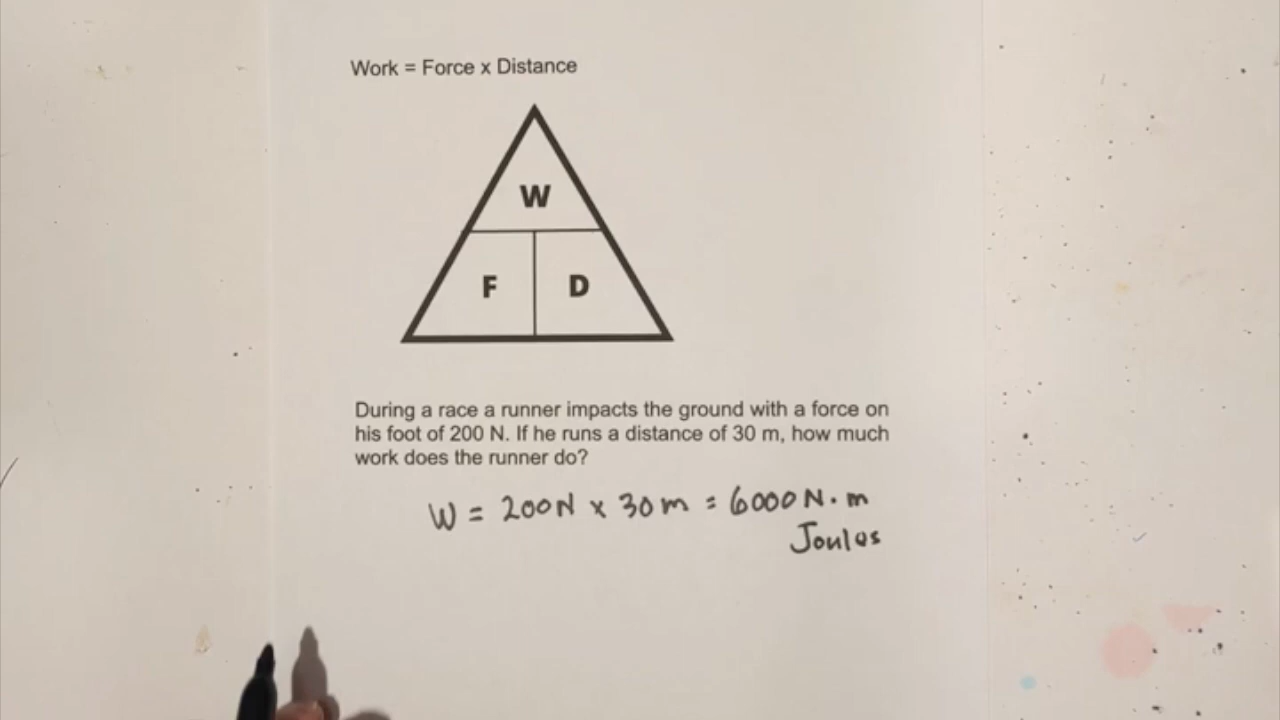 Work = Force x Distance
W
F D
During a race a runner impacts the ground with a force on
his foot of 200 N. If he runs a distance of 30 m, how much
work does the runner do?
W = 200N x 30m = 6000N·m
Joules